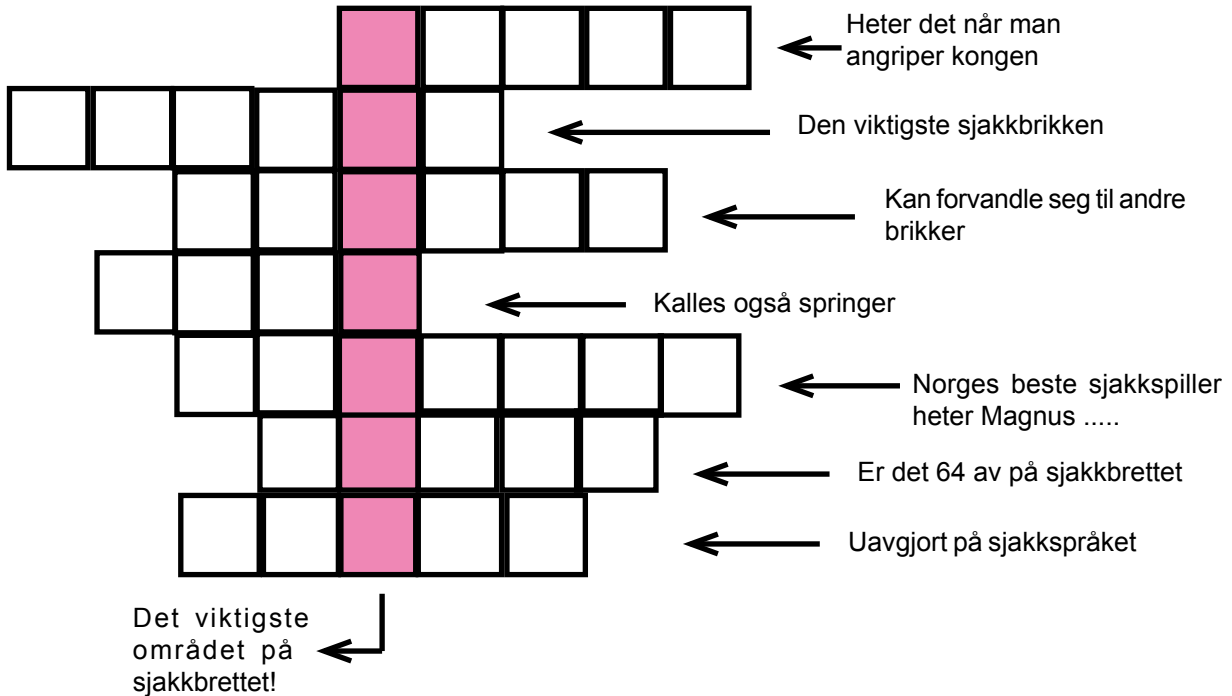 Heter det når man
angriper kongen
Den viktigste sjakkbrikken
Kan forvandle seg til andre
brikker
Kalles også springer
Norges beste sjakkspiller
heter Magnus .....
Er det 64 av på sjakkbrettet
Uavgjort på sjakkspråket
Det viktigste
området på
sjakkbrettet!